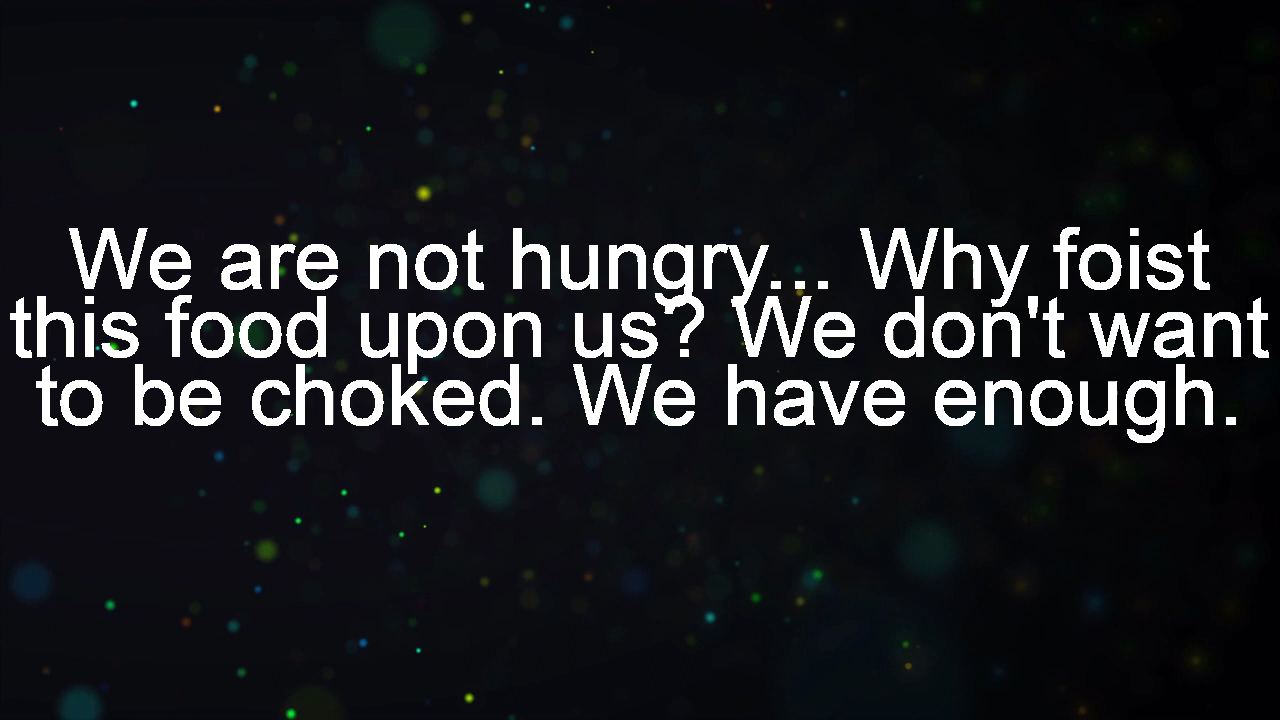 We are not hungry... Why foist
this food upon us? We don't want
to be choked. We have enough.